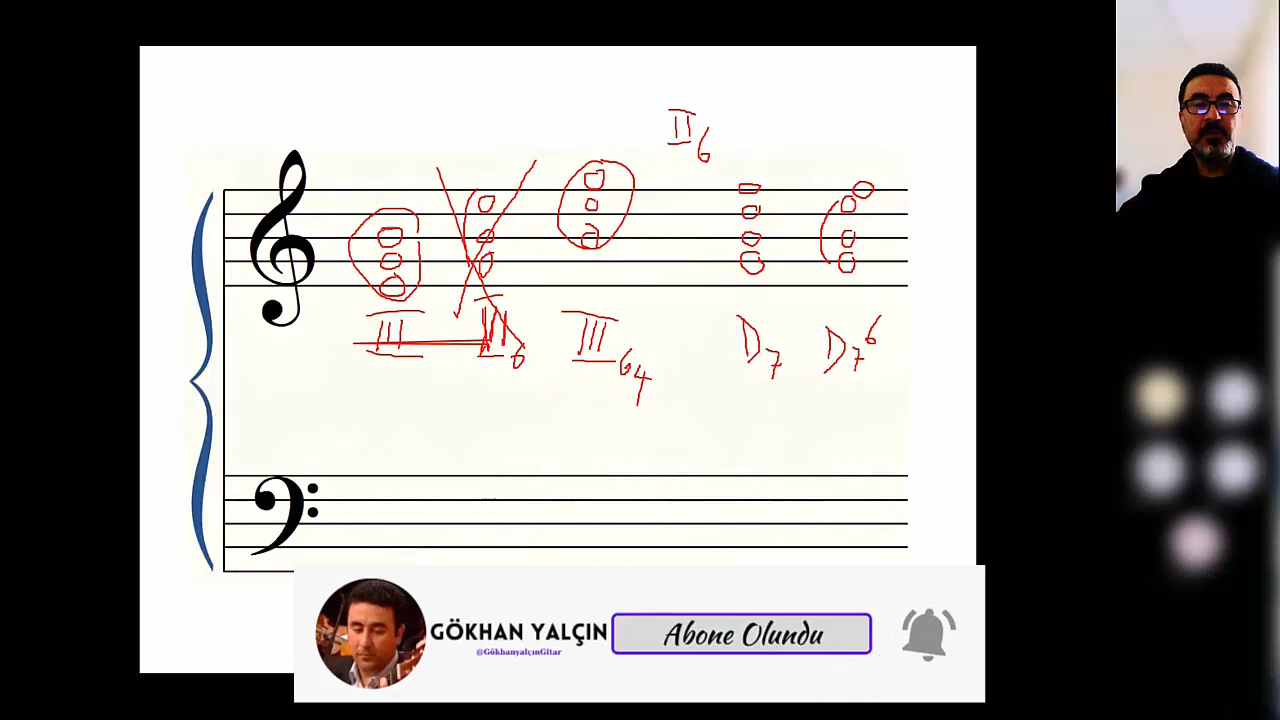 II6
III III6 III64 D7 D7 6
GÖKHAN YALÇIN
@GökhanyalçınGitar
Abone Olundu